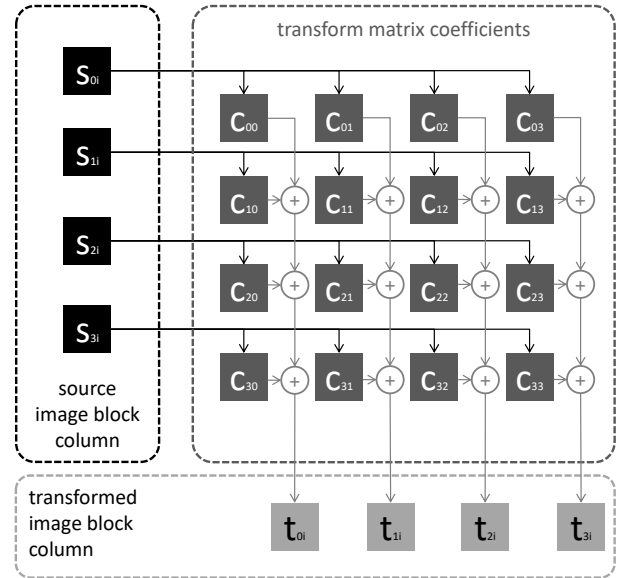 transform matrix coefficients
S0i
C00 C01 C02 C03
S1i
C10 + C11 + C12 + C13 +
S2i
C20 + C21 + C22 + C23 +
S3i
C30 + C31 + C32 + C33 +
source
image block
column
transformed
image block
column
t0i t1i t2i t3i